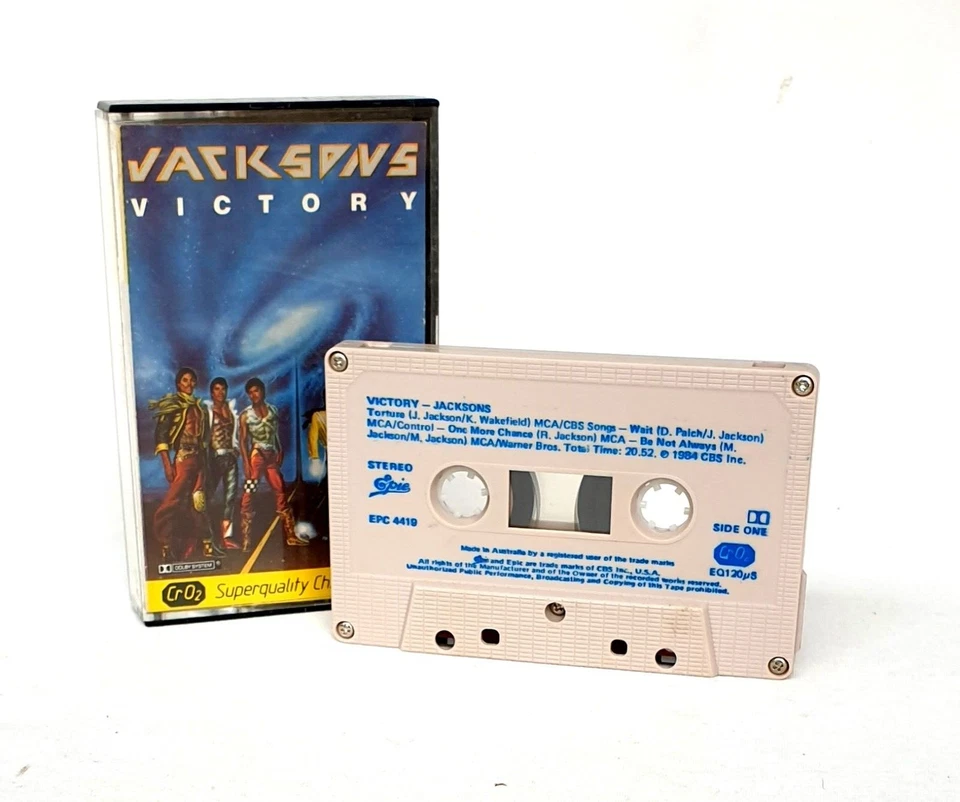 JACKSONS
VICTORY
DOLBY SYSTEM ®
CrO2 Superquality Ch
VICTORY — JACKSONS
Torture (J. Jackson/K. Wakefield) MCA/CBS Songs — Wait (D. Paich/J. Jackson)
MCA/Control — One More Chance (R. Jackson) MCA — Be Not Always (M.
Jackson/M. Jackson) MCA/Warner Bros. Total Time: 20.52. ℗ 1984 CBS Inc.
STEREO
Epic
EPC 4419
SIDE ONE
CrO2
EQ120µS
Made in Australia by a registered user of the trade marks
Epic and Epic are trade marks of CBS Inc., U.S.A.
All rights of the Manufacturer and of the Owner of the recorded works reserved.
Unauthorized Public Performance, Broadcasting and Copying of this Tape prohibited.